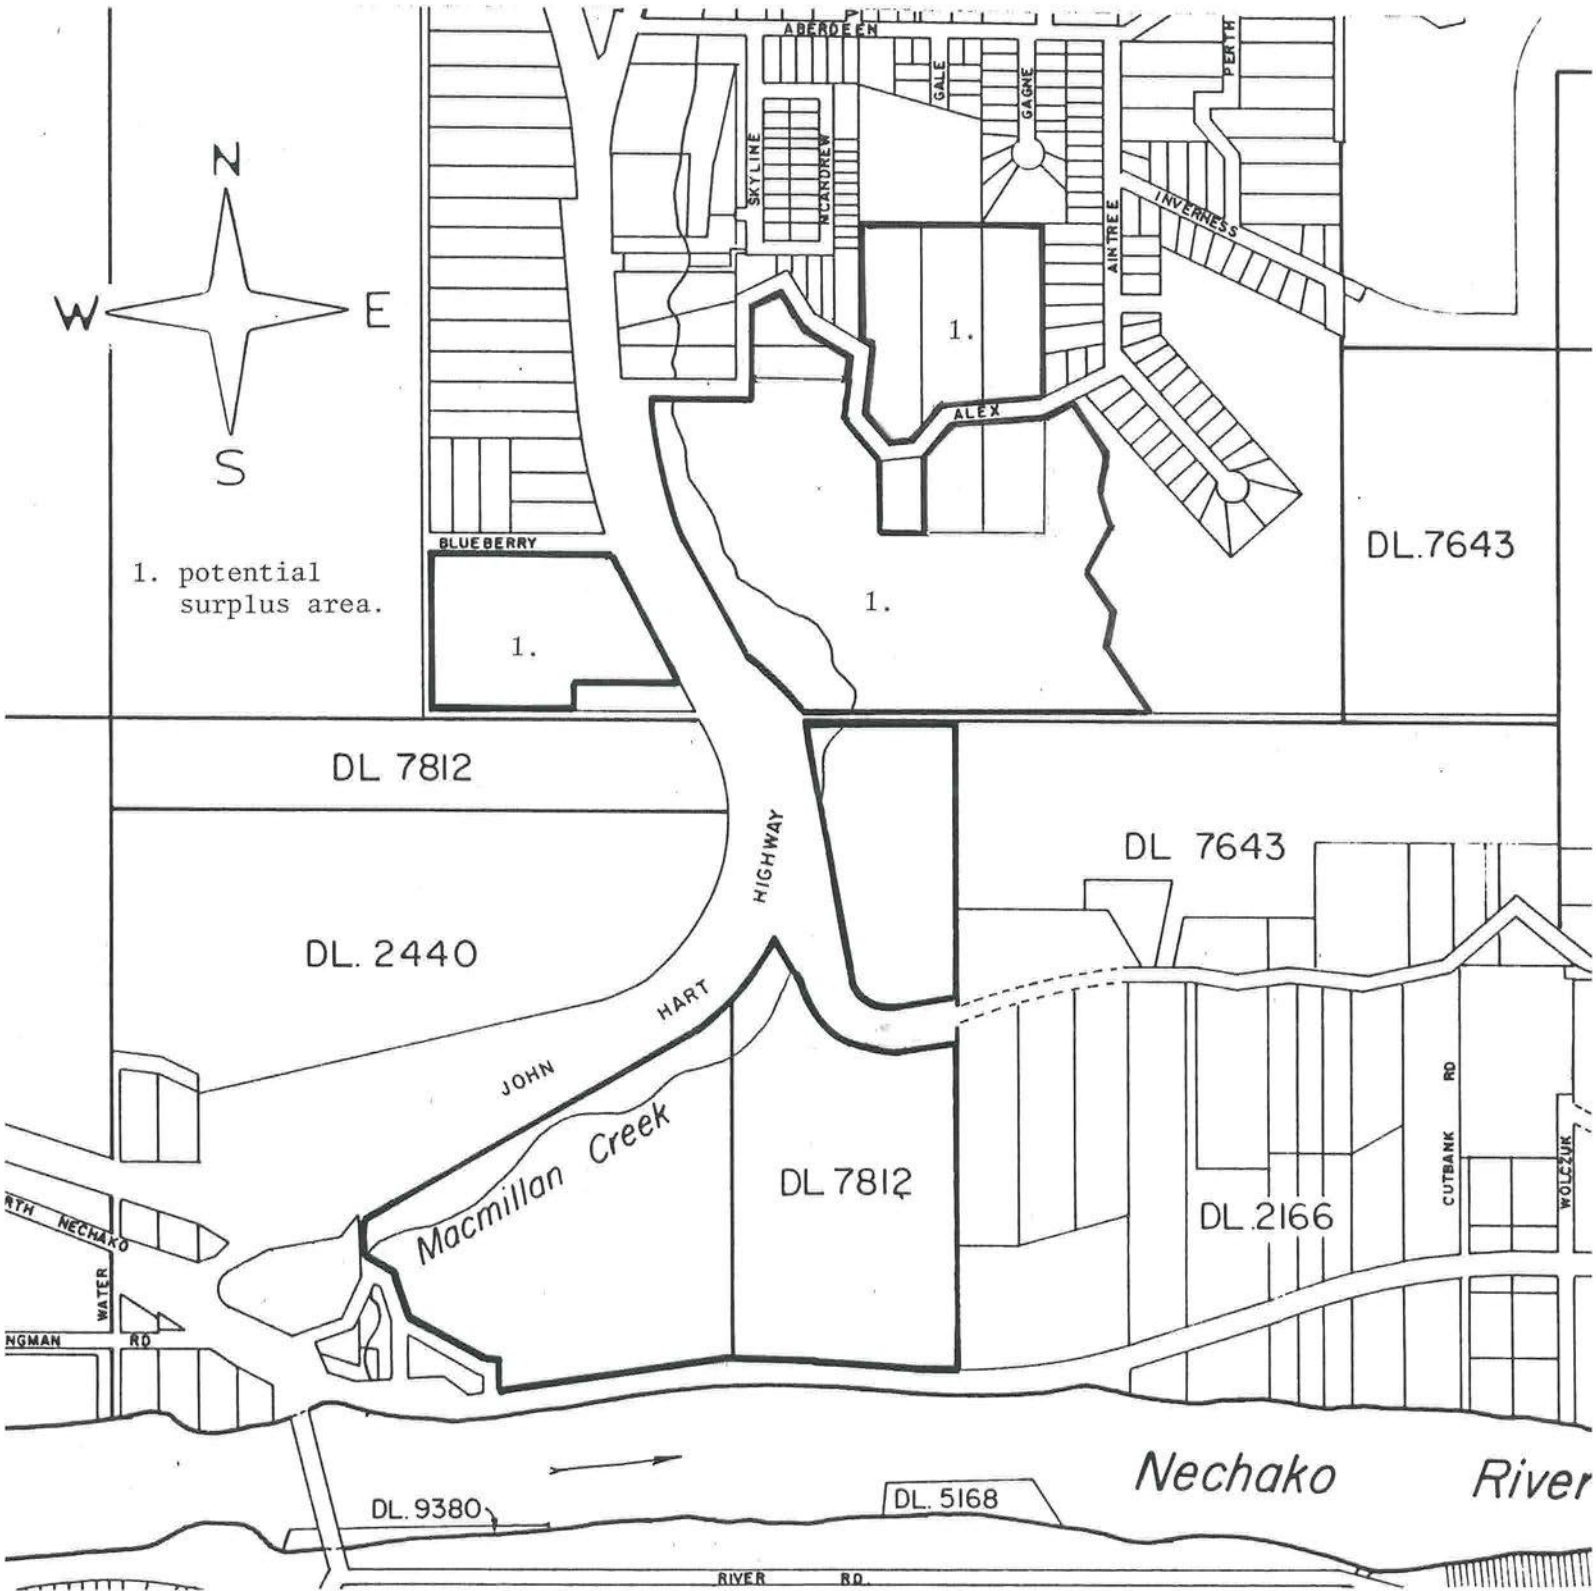 ABERDEEN
PERTH
GALE
GAGNE
SKYLINE
McANDREW
N
W
E
S
AINTREE
INVERNESS
1.
ALEX
BLUEBERRY
DL.7643
1. potential
surplus area.
1.
1.
DL 7812
HIGHWAY
DL 7643
DL. 2440
HART
JOHN
Macmillan Creek
DL 7812
DL.2166
CUTBANK RD
WOLCZUK
RTH NECHAKO
WATER
NGMAN RD
Nechako River
DL. 9380
DL. 5168
RIVER RD.